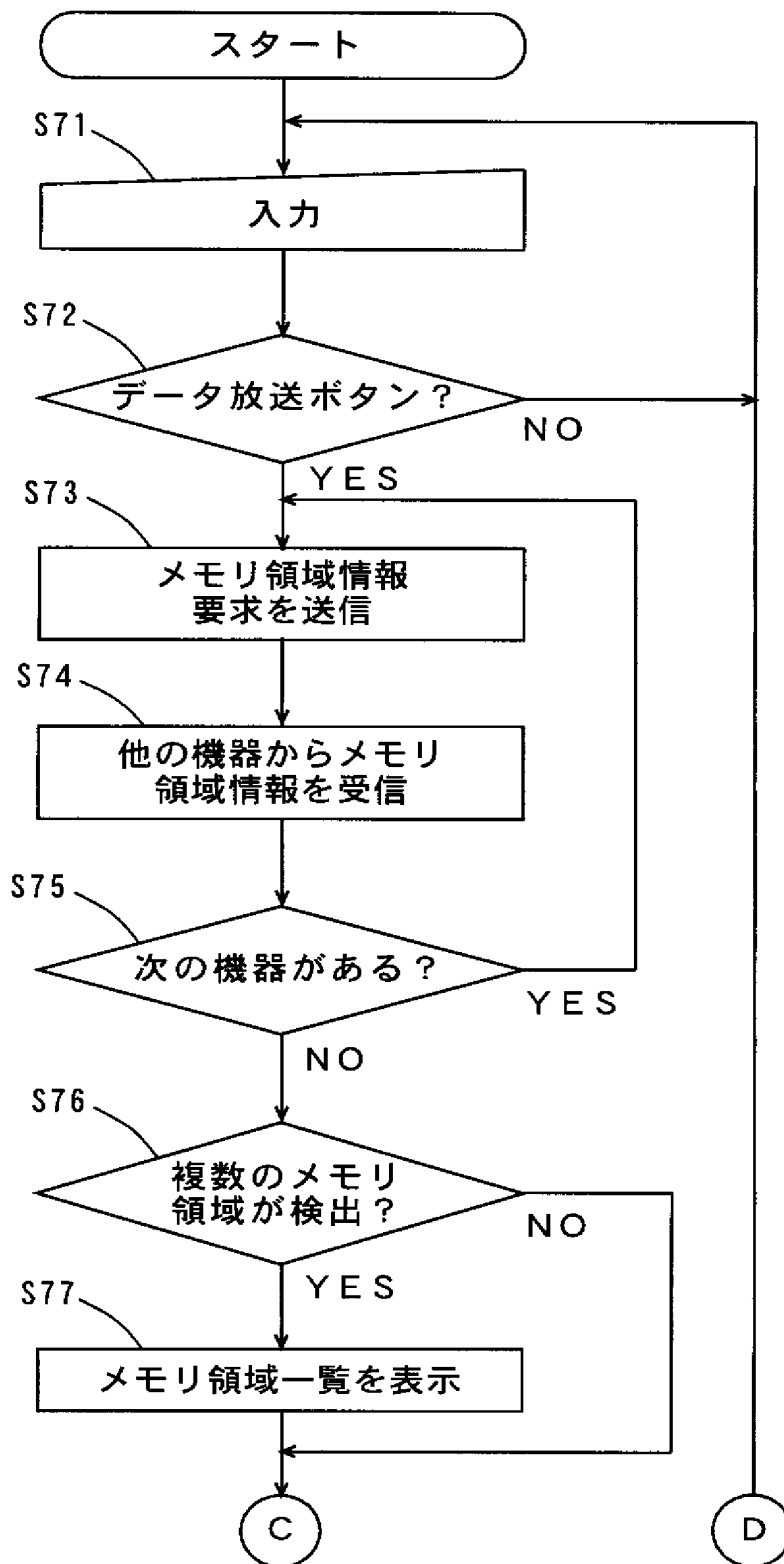 スタート
S71
入力
S72
データ放送ボタン？
NO
YES
S73
メモリ領域情報
要求を送信
S74
他の機器からメモリ
領域情報を受信
S75
次の機器がある？
YES
NO
S76
複数のメモリ
領域が検出？
NO
YES
S77
メモリ領域一覧を表示
C
D